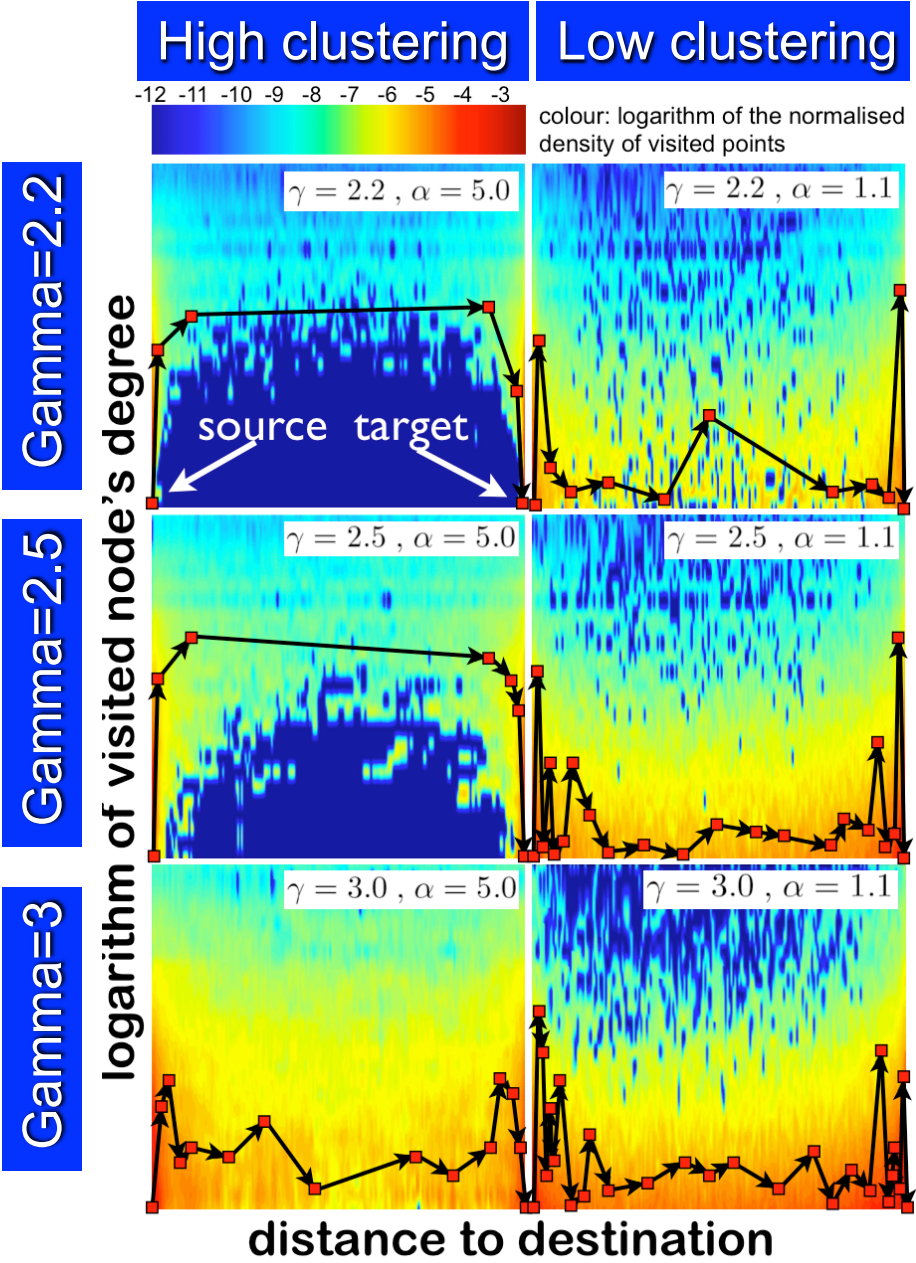 High clustering
Low clustering
-12 -11 -10 -9 -8 -7 -6 -5 -4 -3
colour: logarithm of the normalised
density of visited points
Gamma=2.2
Gamma=2.5
Gamma=3
logarithm of visited node's degree
γ = 2.2 , α = 5.0
γ = 2.2 , α = 1.1
source target
γ = 2.5 , α = 5.0
γ = 2.5 , α = 1.1
γ = 3.0 , α = 5.0
γ = 3.0 , α = 1.1
distance to destination